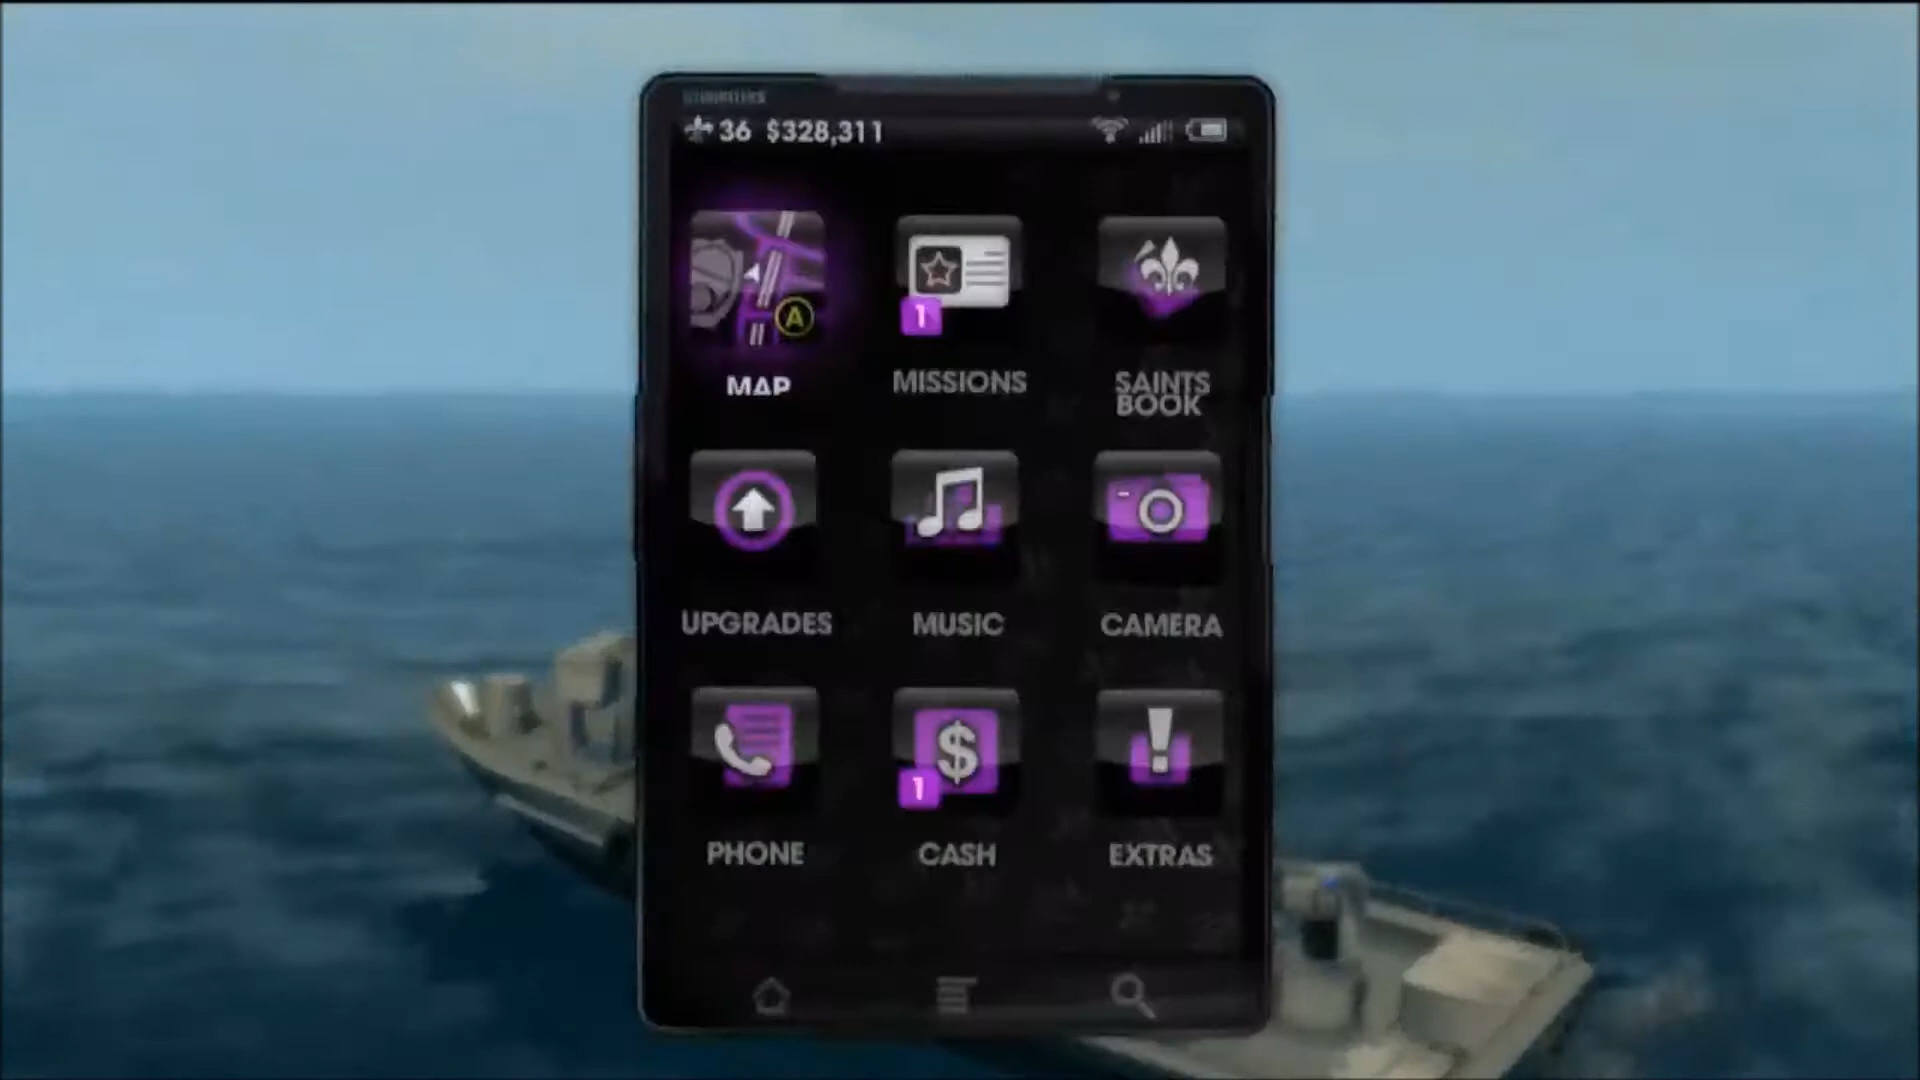 36 $328,311
A
1
MAP
MISSIONS
SAINTS
BOOK
UPGRADES
MUSIC
CAMERA
$
1
PHONE
CASH
EXTRAS